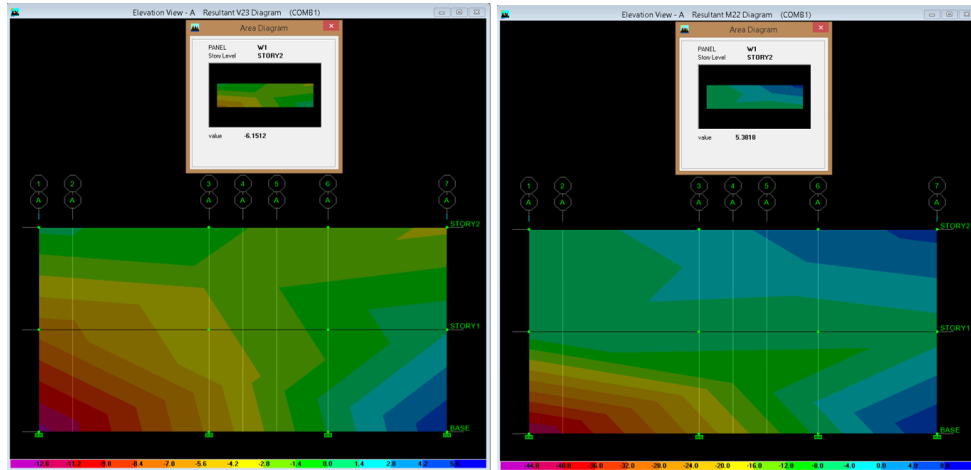 Elevation View - A Resultant V23 Diagram (COMB1)
Area Diagram
PANEL W1
Story Level STORY2
value -6.1512
1 2 3 4 5 6 7
A A A A A A A
STORY2
STORY1
BASE
-12.6 -11.2 -9.8 -8.4 -7.0 -5.6 -4.2 -2.8 -1.4 0.0 1.4 2.8 4.2 5.6
Elevation View - A Resultant M22 Diagram (COMB1)
Area Diagram
PANEL W1
Story Level STORY2
value 5.3818
1 2 3 4 5 6 7
A A A A A A A
STORY2
STORY1
BASE
-44.0 -40.0 -36.0 -32.0 -28.0 -24.0 -20.0 -16.0 -12.0 -8.0 -4.0 0.0 4.0